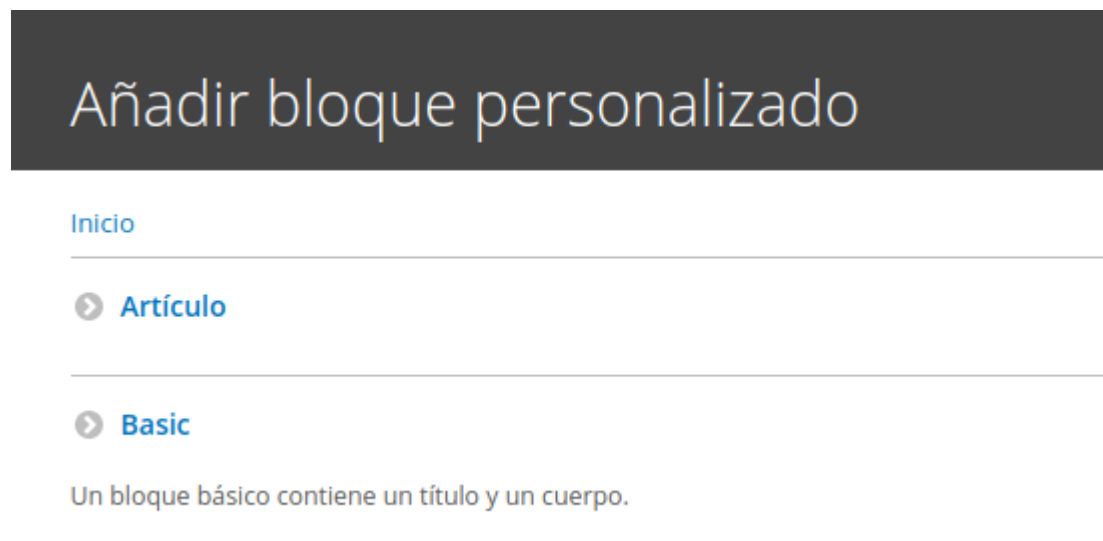 Añadir bloque personalizado
Inicio
Artículo
Basic
Un bloque básico contiene un título y un cuerpo.